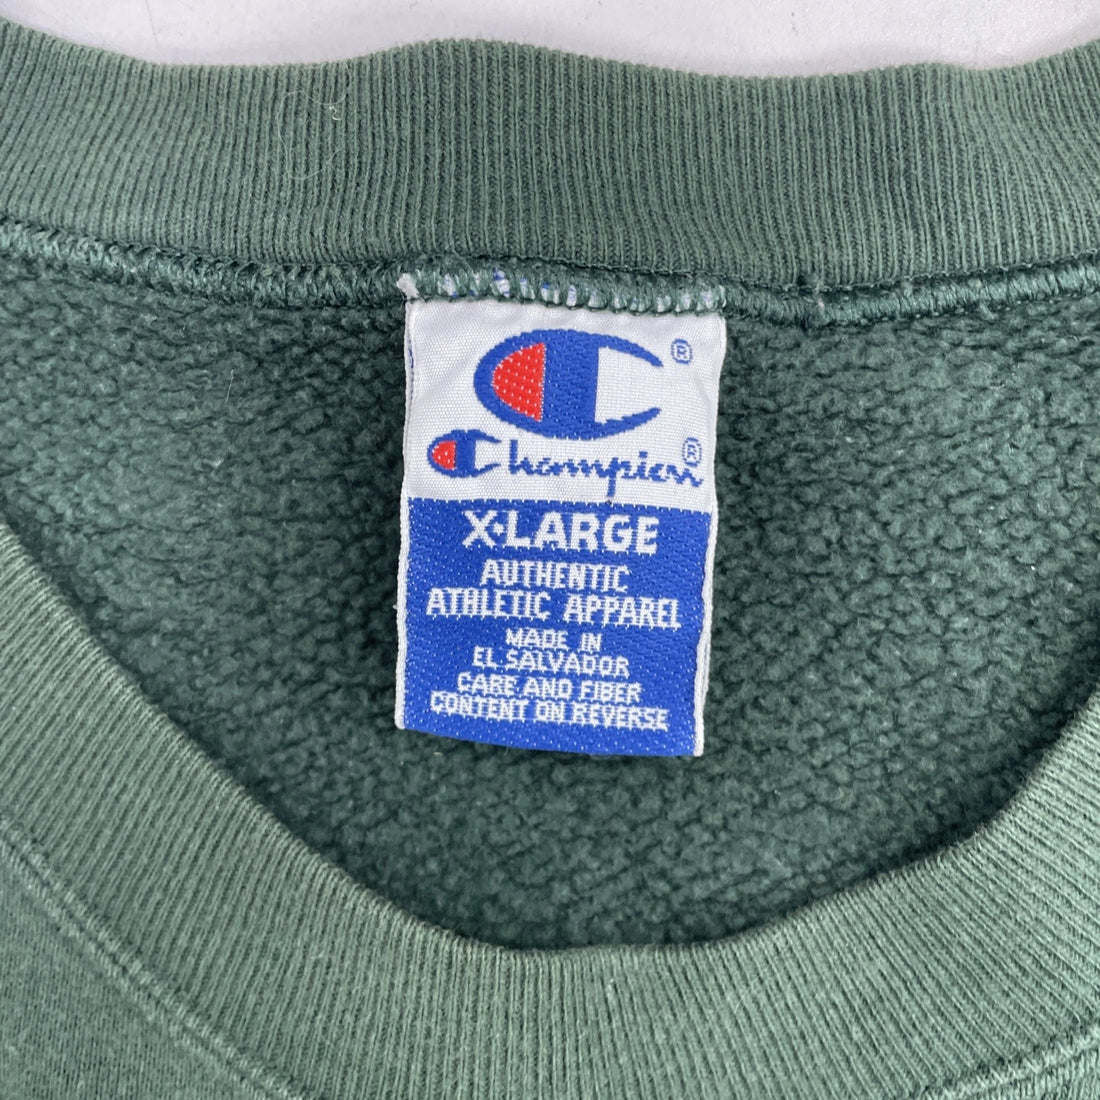 ®
Champion®
X-LARGE
AUTHENTIC
ATHLETIC APPAREL
MADE IN
EL SALVADOR
CARE AND FIBER
CONTENT ON REVERSE